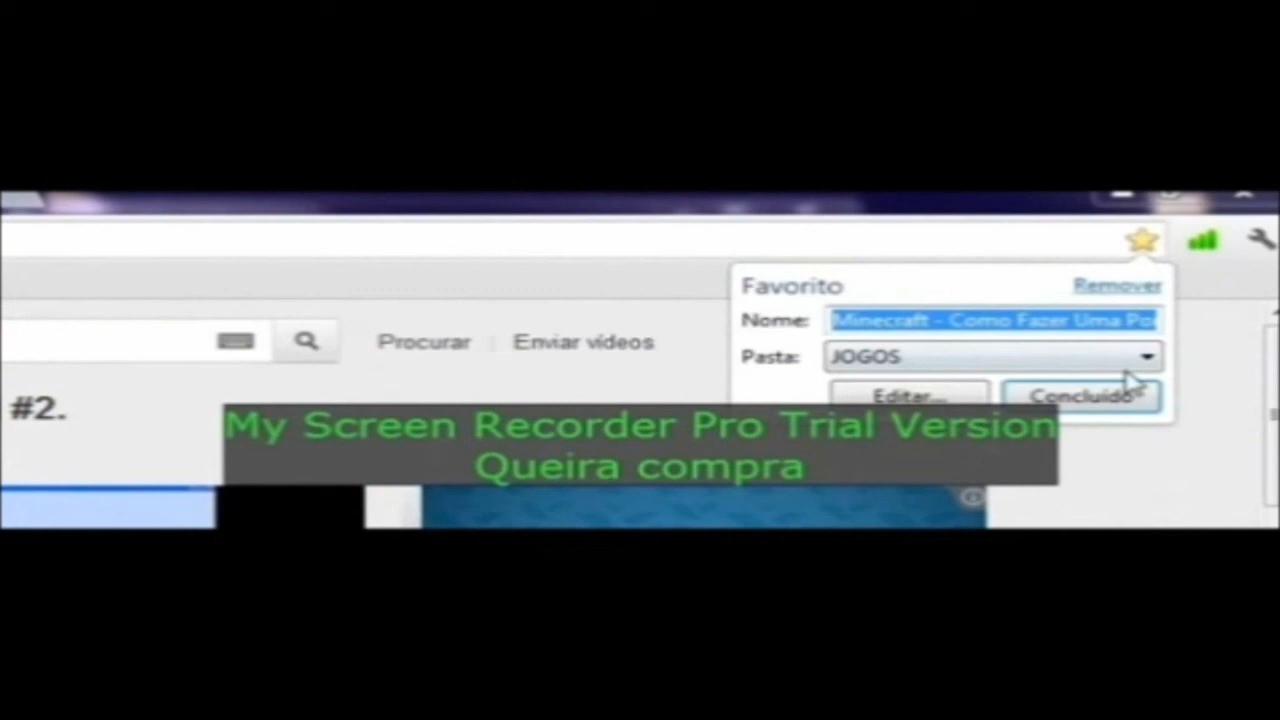 Favorito Remover
Nome: Minecraft - Como Fazer Uma Po
Pasta: JOGOS
Procurar Enviar vídeos
Editar... Concluído
#2.
My Screen Recorder Pro Trial Version
Queira compra